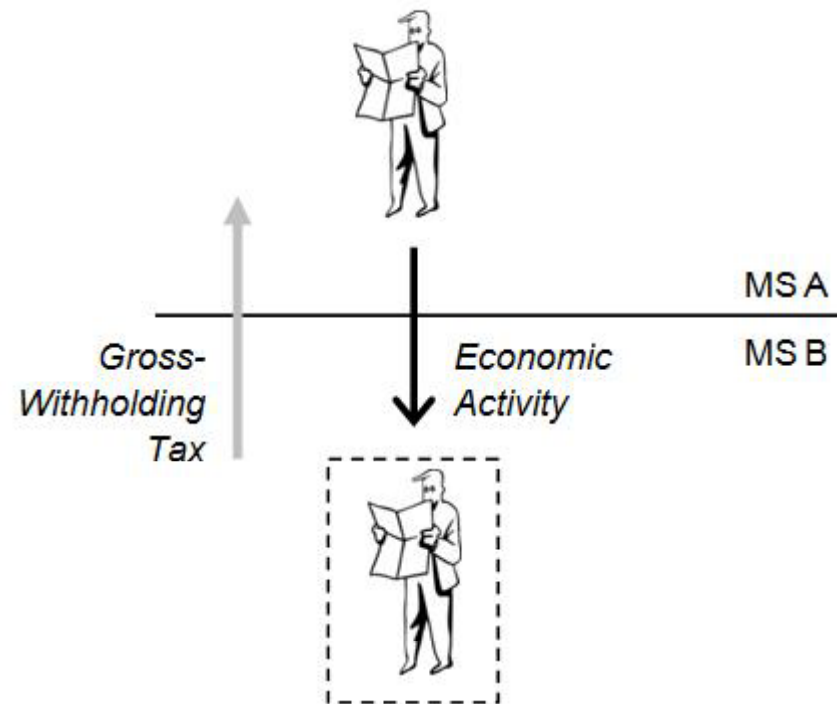 MS A
MS B
Gross-
Withholding
Tax
Economic
Activity